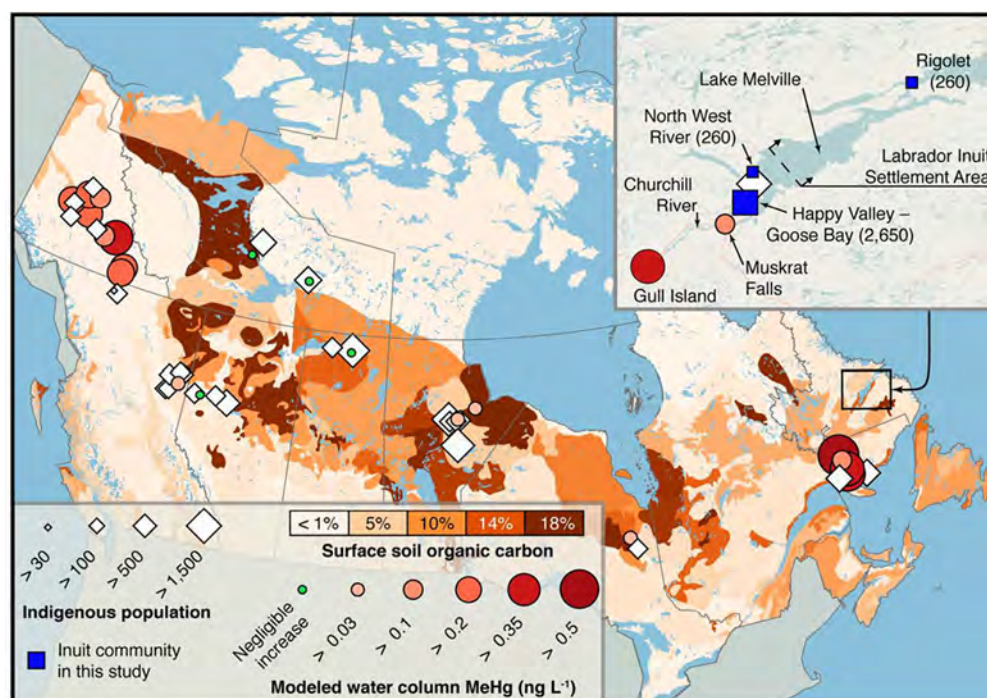 Rigolet
(260)
Lake Melville
North West
River (260)
Labrador Inuit
Settlement Area
Churchill
River
Happy Valley –
Goose Bay (2,650)
Muskrat
Falls
Gull Island
< 1%
5%
10%
14%
18%
Surface soil organic carbon
> 30
> 100
> 500
> 1,500
Indigenous population
Inuit community
in this study
Negligible
increase
> 0.03
> 0.1
> 0.2
> 0.35
> 0.5
Modeled water column MeHg (ng L⁻¹)